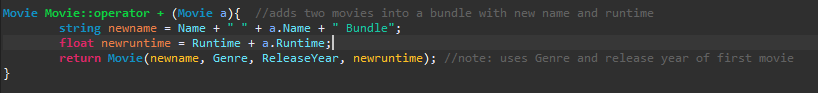 Movie Movie::operator + (Movie a){  //adds two movies into a bundle with new name and runtime
        string newname = Name + " " + a.Name + " Bundle";
        float newruntime = Runtime + a.Runtime;
        return Movie(newname, Genre, ReleaseYear, newruntime); //note: uses Genre and release year of first movie
}